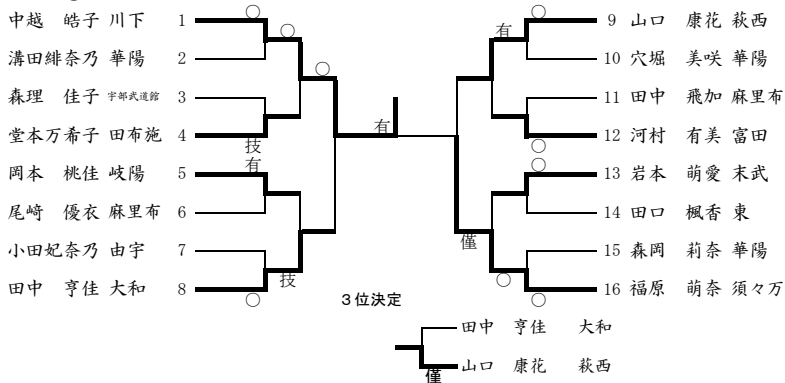 中越 皓子 川下 1
溝田緋奈乃 華陽 2
森理 佳子 宇部武道館 3
堂本万希子 田布施 4
岡本 桃佳 岐陽 5
尾﨑 優衣 麻里布 6
小田妃奈乃 由宇 7
田中 亨佳 大和 8
○
○
○
技
有
技
○
有
有
僅
○
○
○
○
○
9 山口 康花 萩西
10 穴堀 美咲 華陽
11 田中 飛加 麻里布
12 河村 有美 富田
13 岩本 萌愛 末武
14 田口 楓香 東
15 森岡 莉奈 華陽
16 福原 萌奈 須々万
3位決定
田中 亨佳 大和
山口 康花 萩西
僅